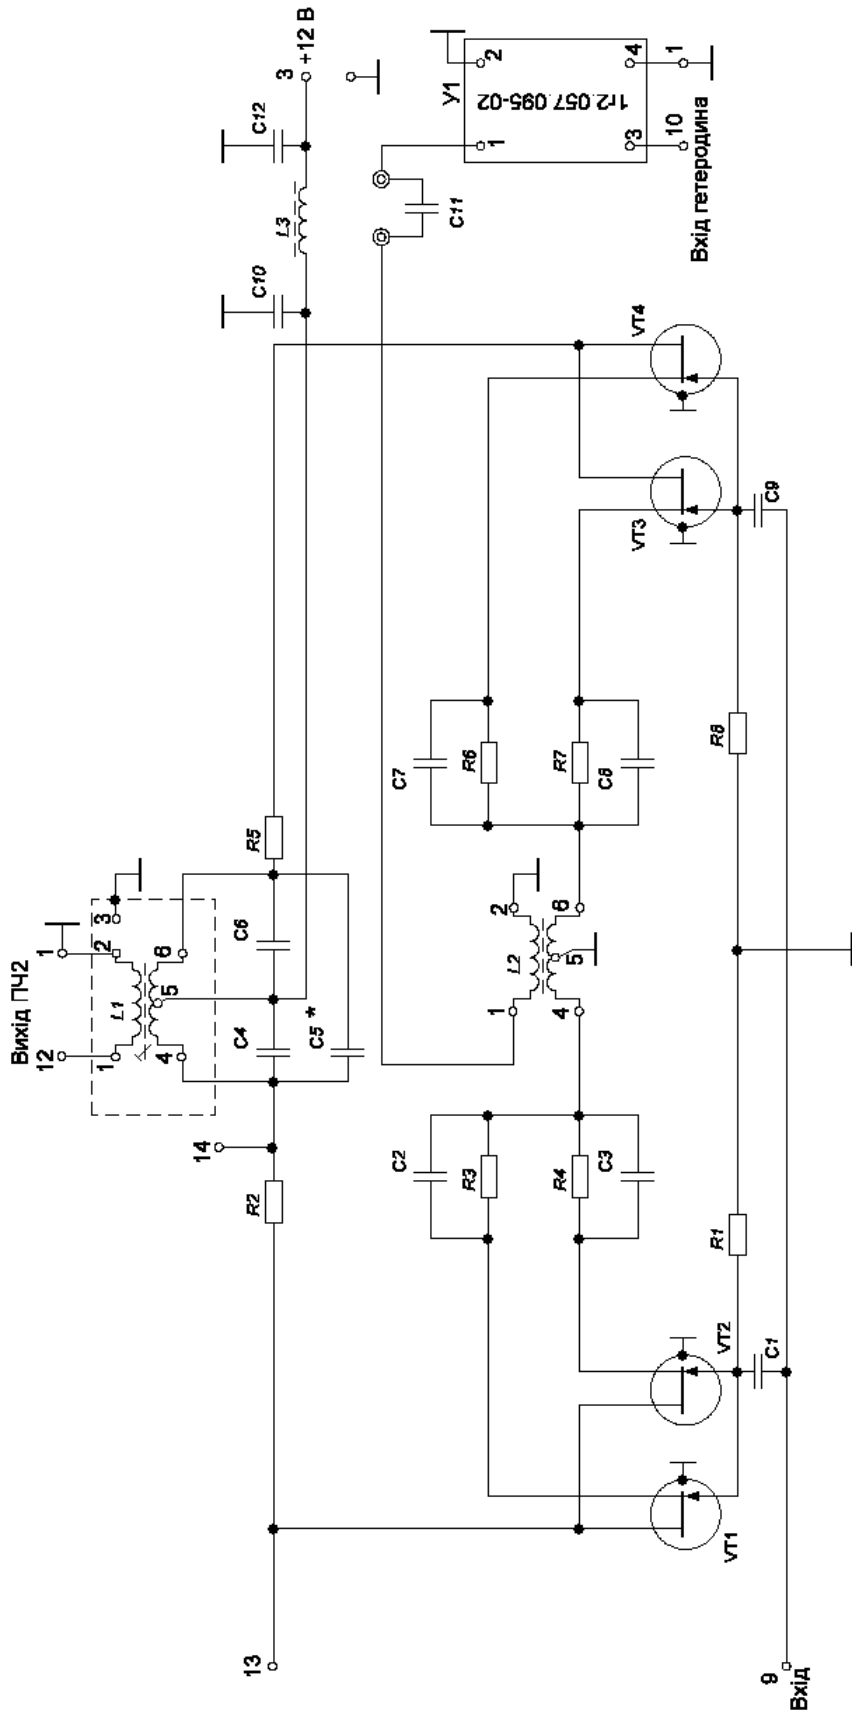 Вихід ПЧ2
12
1
1
2
3
L1
4
5
6
14
R2
C4
C6
C5 *
R5
C10
L3
C12
3
+12 В
13
C2
R3
R4
C3
1
2
L2
4
5
6
C7
R6
R7
C8
C11
У1
1
2
1г2.057.095-02
3
4
10
1
Вхід гетеродина
VT1
VT2
VT3
VT4
C1
R1
R8
C9
9
Вхід